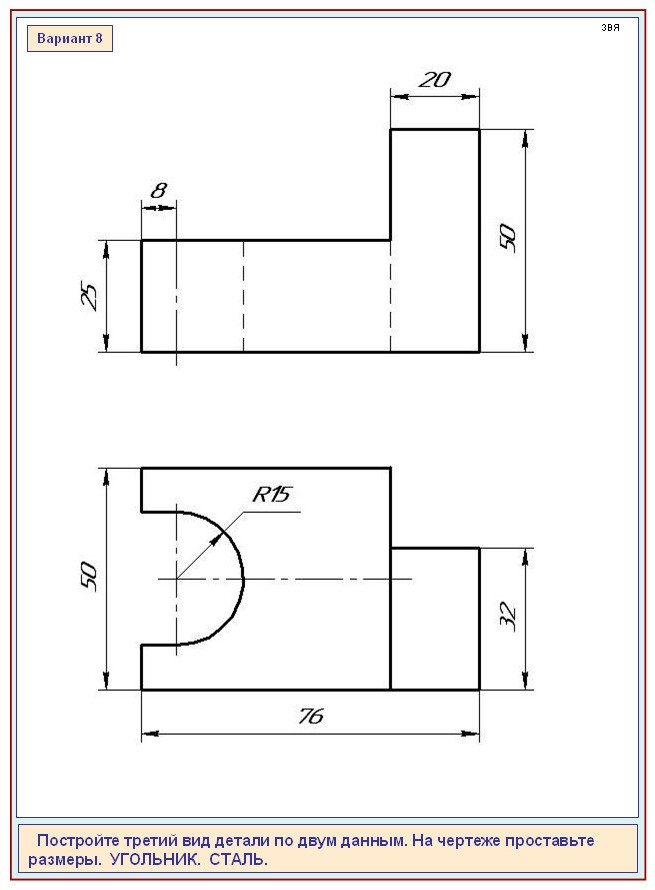 Вариант 8
ЗВЯ
20
8
50
25
R15
50
32
76
Постройте третий вид детали по двум данным. На чертеже проставьте
размеры. УГОЛЬНИК. СТАЛЬ.